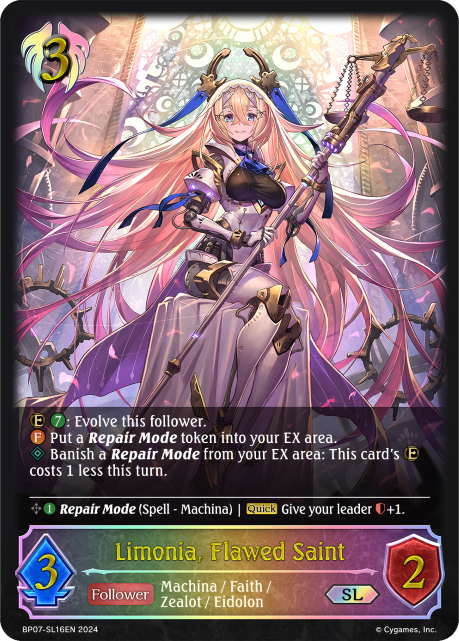 3
E 7: Evolve this follower.
F Put a Repair Mode token into your EX area.
Banish a Repair Mode from your EX area: This card's E
costs 1 less this turn.
1 Repair Mode (Spell - Machina) | Quick Give your leader +1.
Limonia, Flawed Saint
3
Follower
Machina / Faith /
Zealot / Eidolon
SL
2
BP07-SL16EN 2024
© Cygames, Inc.